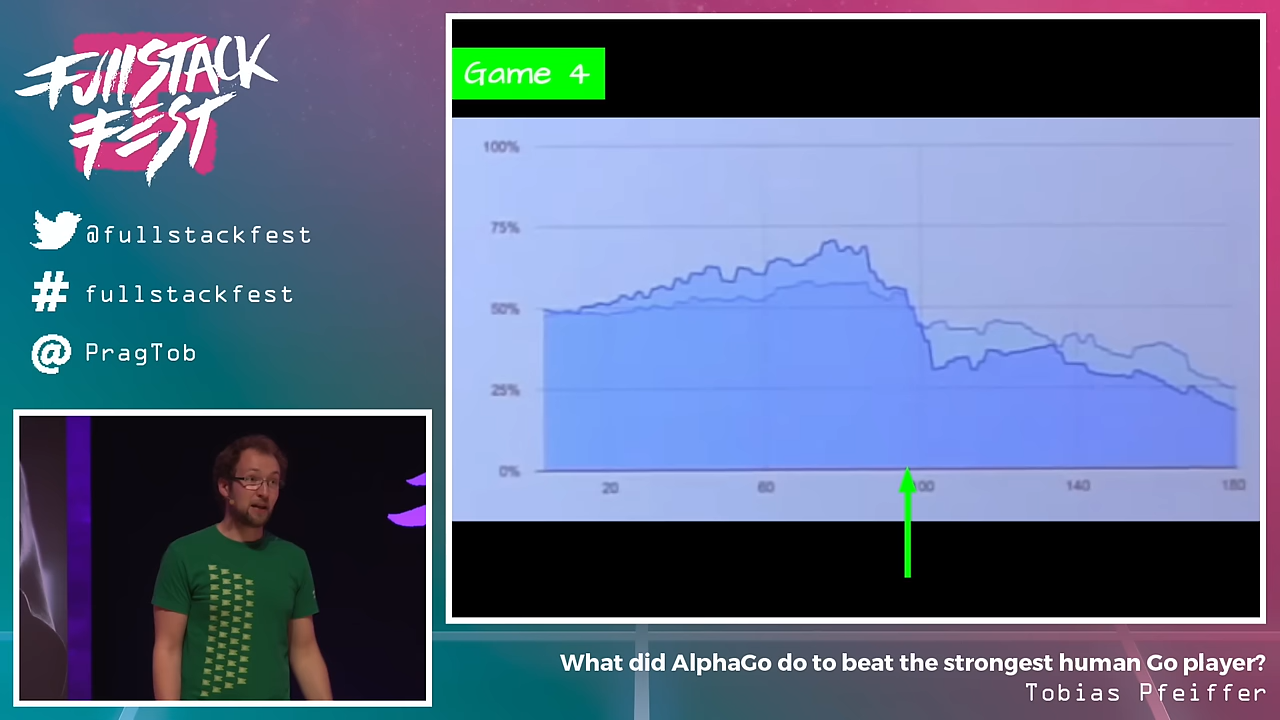 FullStack
Fest
@fullstackfest
# fullstackfest
@ PragTob
Game 4
100%
75%
50%
25%
0%
20 60 100 140 180
What did AlphaGo do to beat the strongest human Go player?
Tobias Pfeiffer